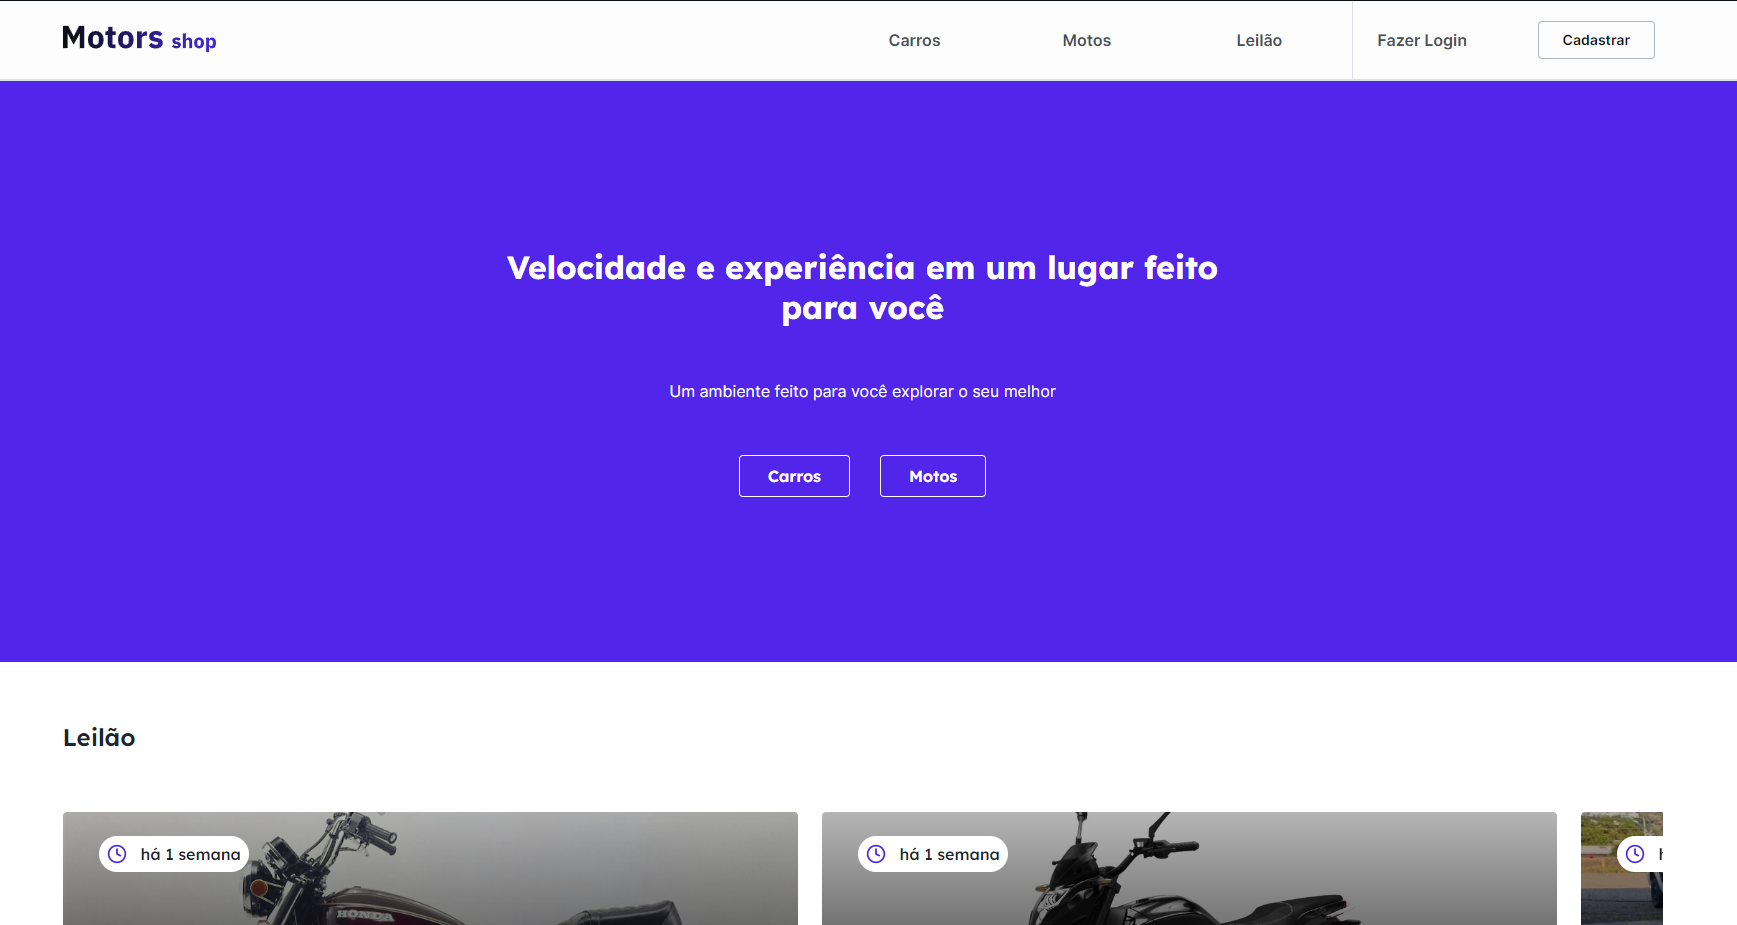 Motors shop
Carros
Motos
Leilão
Fazer Login
Cadastrar
Velocidade e experiência em um lugar feito
para você
Um ambiente feito para você explorar o seu melhor
Carros
Motos
Leilão
há 1 semana
há 1 semana
HONDA